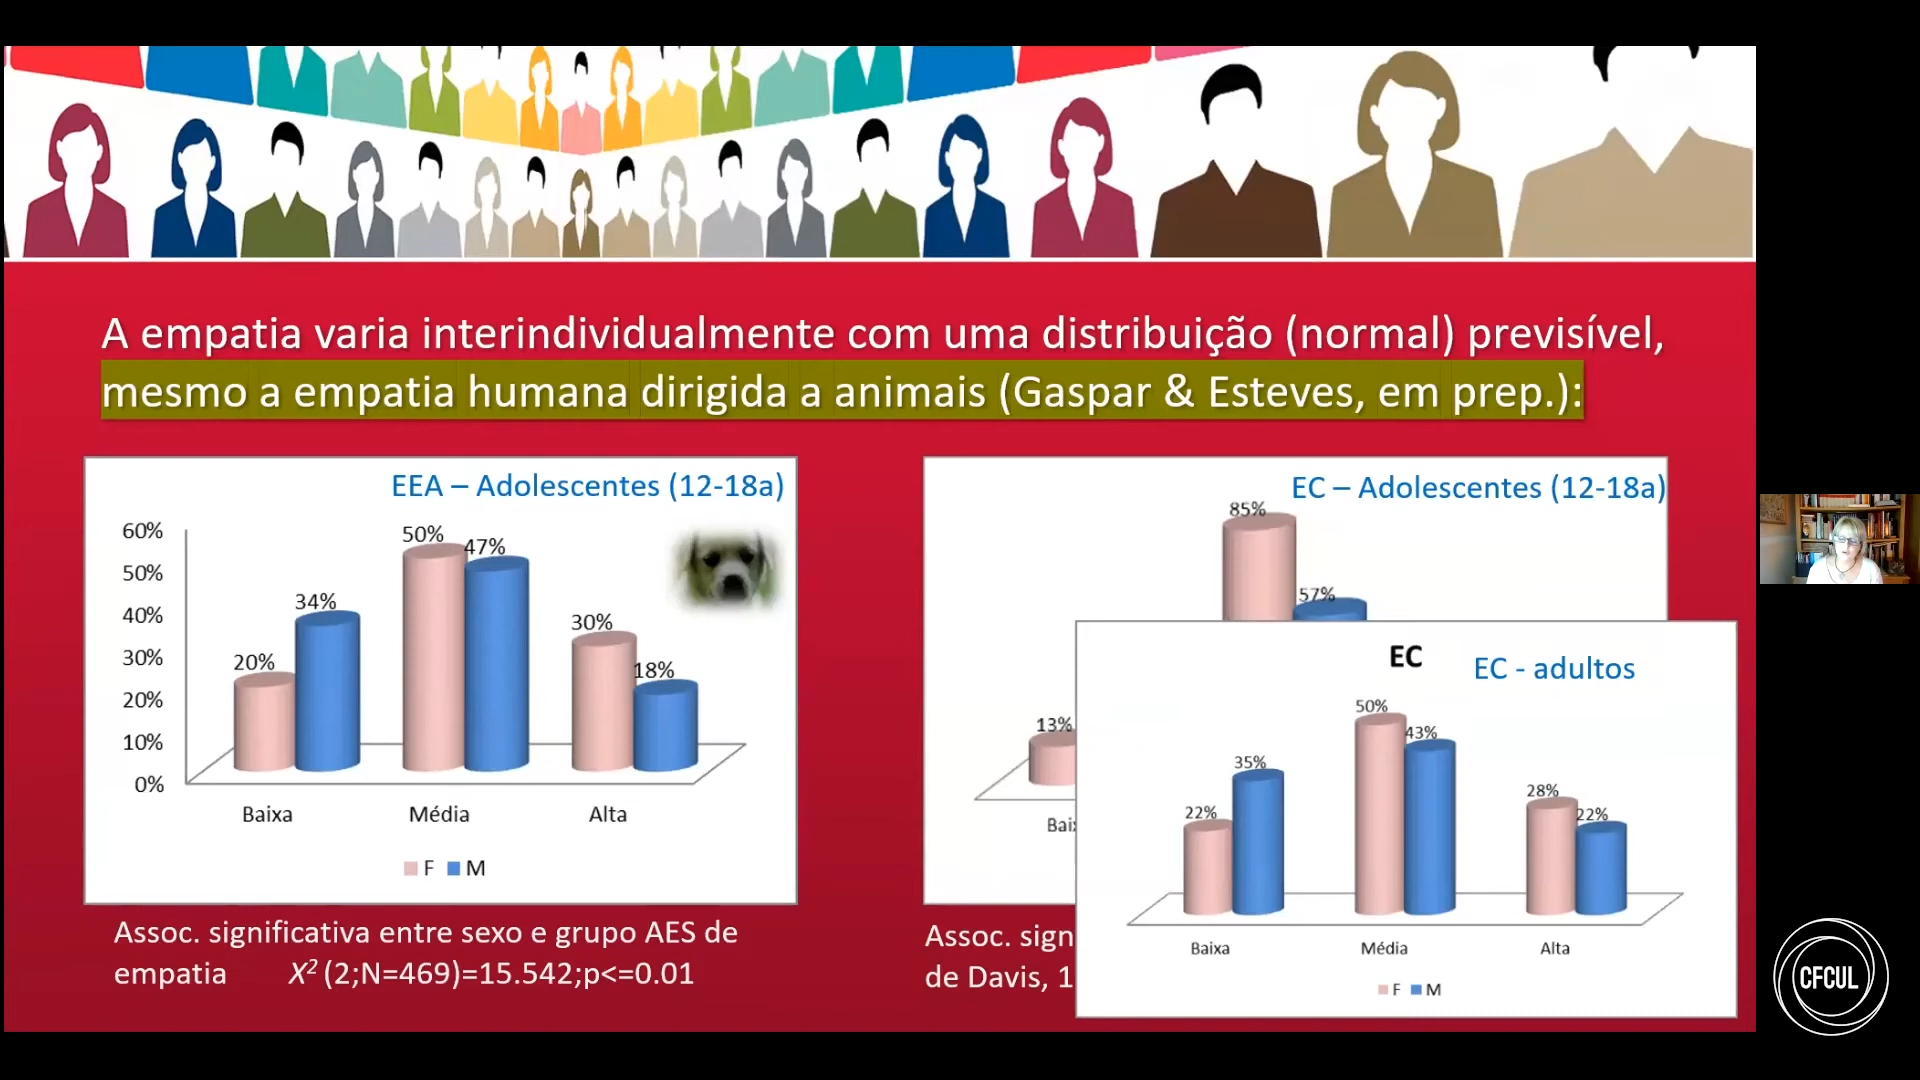 A empatia varia interindividualmente com uma distribuição (normal) previsível,
mesmo a empatia humana dirigida a animais (Gaspar & Esteves, em prep.):
EEA – Adolescentes (12-18a)
60%
50%
40%
30%
20%
10%
0%
20%
34%
50%
47%
30%
18%
Baixa
Média
Alta
F M
Assoc. significativa entre sexo e grupo AES de
empatia X² (2;N=469)=15.542;p<=0.01
EC – Adolescentes (12-18a)
85%
57%
13%
Assoc.
de Davis,
EC
EC - adultos
22%
35%
50%
43%
28%
22%
Baixa
Média
Alta
F M
CFCUL